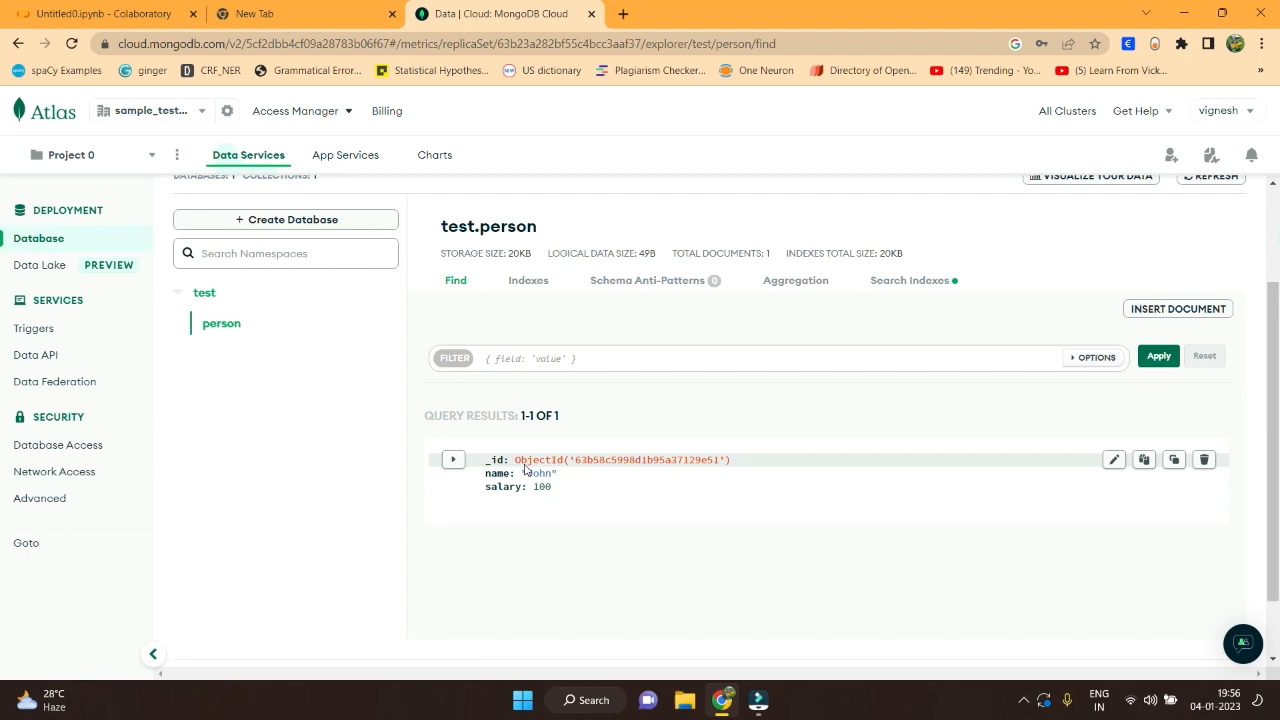 Untitled0.ipynb - Colaboratory
New Tab
Data | Cloud: MongoDB Cloud
cloud.mongodb.com/v2/5cf2dbb4cf09a28783b06f67#/metrics/replicaSet/63b23a282bf55c4bcc3aaf37/explorer/test/person/find
spaCy Examples
ginger
CRF_NER
Grammatical Error...
Statistical Hypothes...
US dictionary
Plagiarism Checker...
One Neuron
Directory of Open...
(149) Trending - Yo...
(5) Learn From Vick...
»
Atlas
sample_test...
Access Manager
Billing
All Clusters
Get Help
vignesh
Project 0
Data Services
App Services
Charts
DATABASES: 1 COLLECTIONS: 1
VISUALIZE YOUR DATA
REFRESH
DEPLOYMENT
Database
Data Lake PREVIEW
SERVICES
Triggers
Data API
Data Federation
SECURITY
Database Access
Network Access
Advanced
Goto
+ Create Database
Search Namespaces
test
person
test.person
STORAGE SIZE: 20KB LOGICAL DATA SIZE: 49B TOTAL DOCUMENTS: 1 INDEXES TOTAL SIZE: 20KB
Find
Indexes
Schema Anti-Patterns 0
Aggregation
Search Indexes
INSERT DOCUMENT
FILTER { field: 'value' }
OPTIONS
Apply
Reset
QUERY RESULTS: 1-1 OF 1
_id: ObjectId('63b58c5998d1b95a37129e51')
name: "John"
salary: 100
28°C
Haze
Search
ENG
IN
19:56
04-01-2023